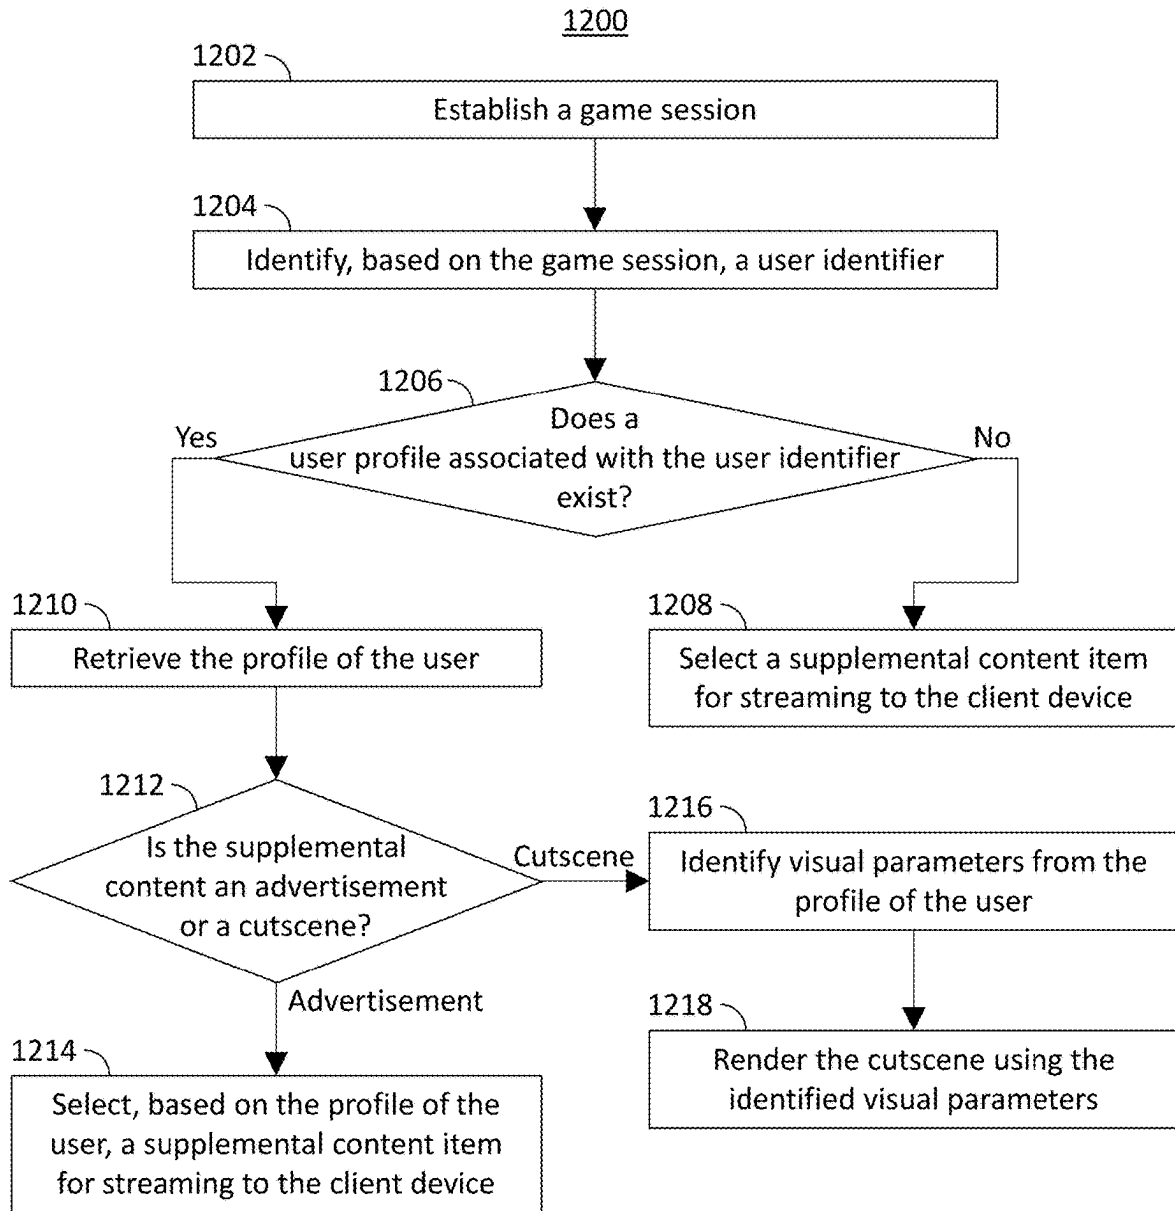 1200
1202
Establish a game session
1204
Identify, based on the game session, a user identifier
1206
Does a
user profile associated with the user identifier
exist?
Yes
No
1210
Retrieve the profile of the user
1208
Select a supplemental content item
for streaming to the client device
1212
Is the supplemental
content an advertisement
or a cutscene?
Cutscene
1216
Identify visual parameters from the
profile of the user
Advertisement
1218
Render the cutscene using the
identified visual parameters
1214
Select, based on the profile of the
user, a supplemental content item
for streaming to the client device